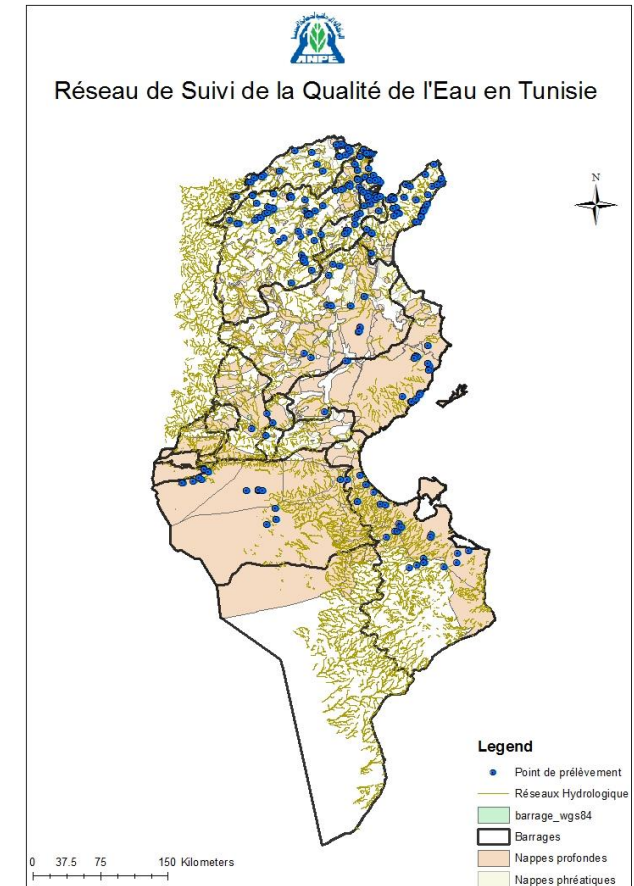 ANPE
Réseau de Suivi de la Qualité de l'Eau en Tunisie
N
Legend
Point de prélèvement
Réseaux Hydrologique
barrage_wgs84
Barrages
Nappes profondes
Nappes phréatiques
0 37.5 75 150 Kilometers